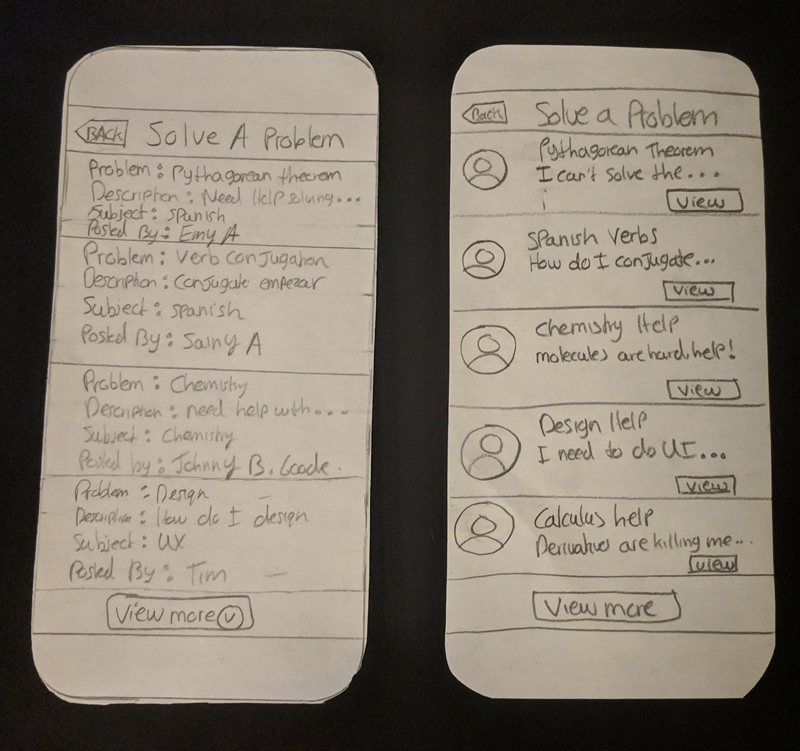 BACK Solve A Problem
Problem: Pythagorean theorem
Description: Need Help
Subject: Spanish
Posted By: Emy A.
Problem: Verb conjugation
Description: Conjugate empezar
Subject: Spanish
Posted By: Sainy A
Problem: Chemistry
Description: need help with....
Subject: Chemistry
Posted by: Johnny B. Goode.
Problem: Design
Description: How do I design
Subject: UX
Posted By: Tim
View more
Back Solve a Problem
Pythagorean Theorem
I can't solve the...
View
Spanish Verbs
How do I conjugate...
View
Chemistry Help
molecules are hard, help!
View
Design Help
I need to do UI...
View
Calculus help
Derivatives are killing me...
View
View more